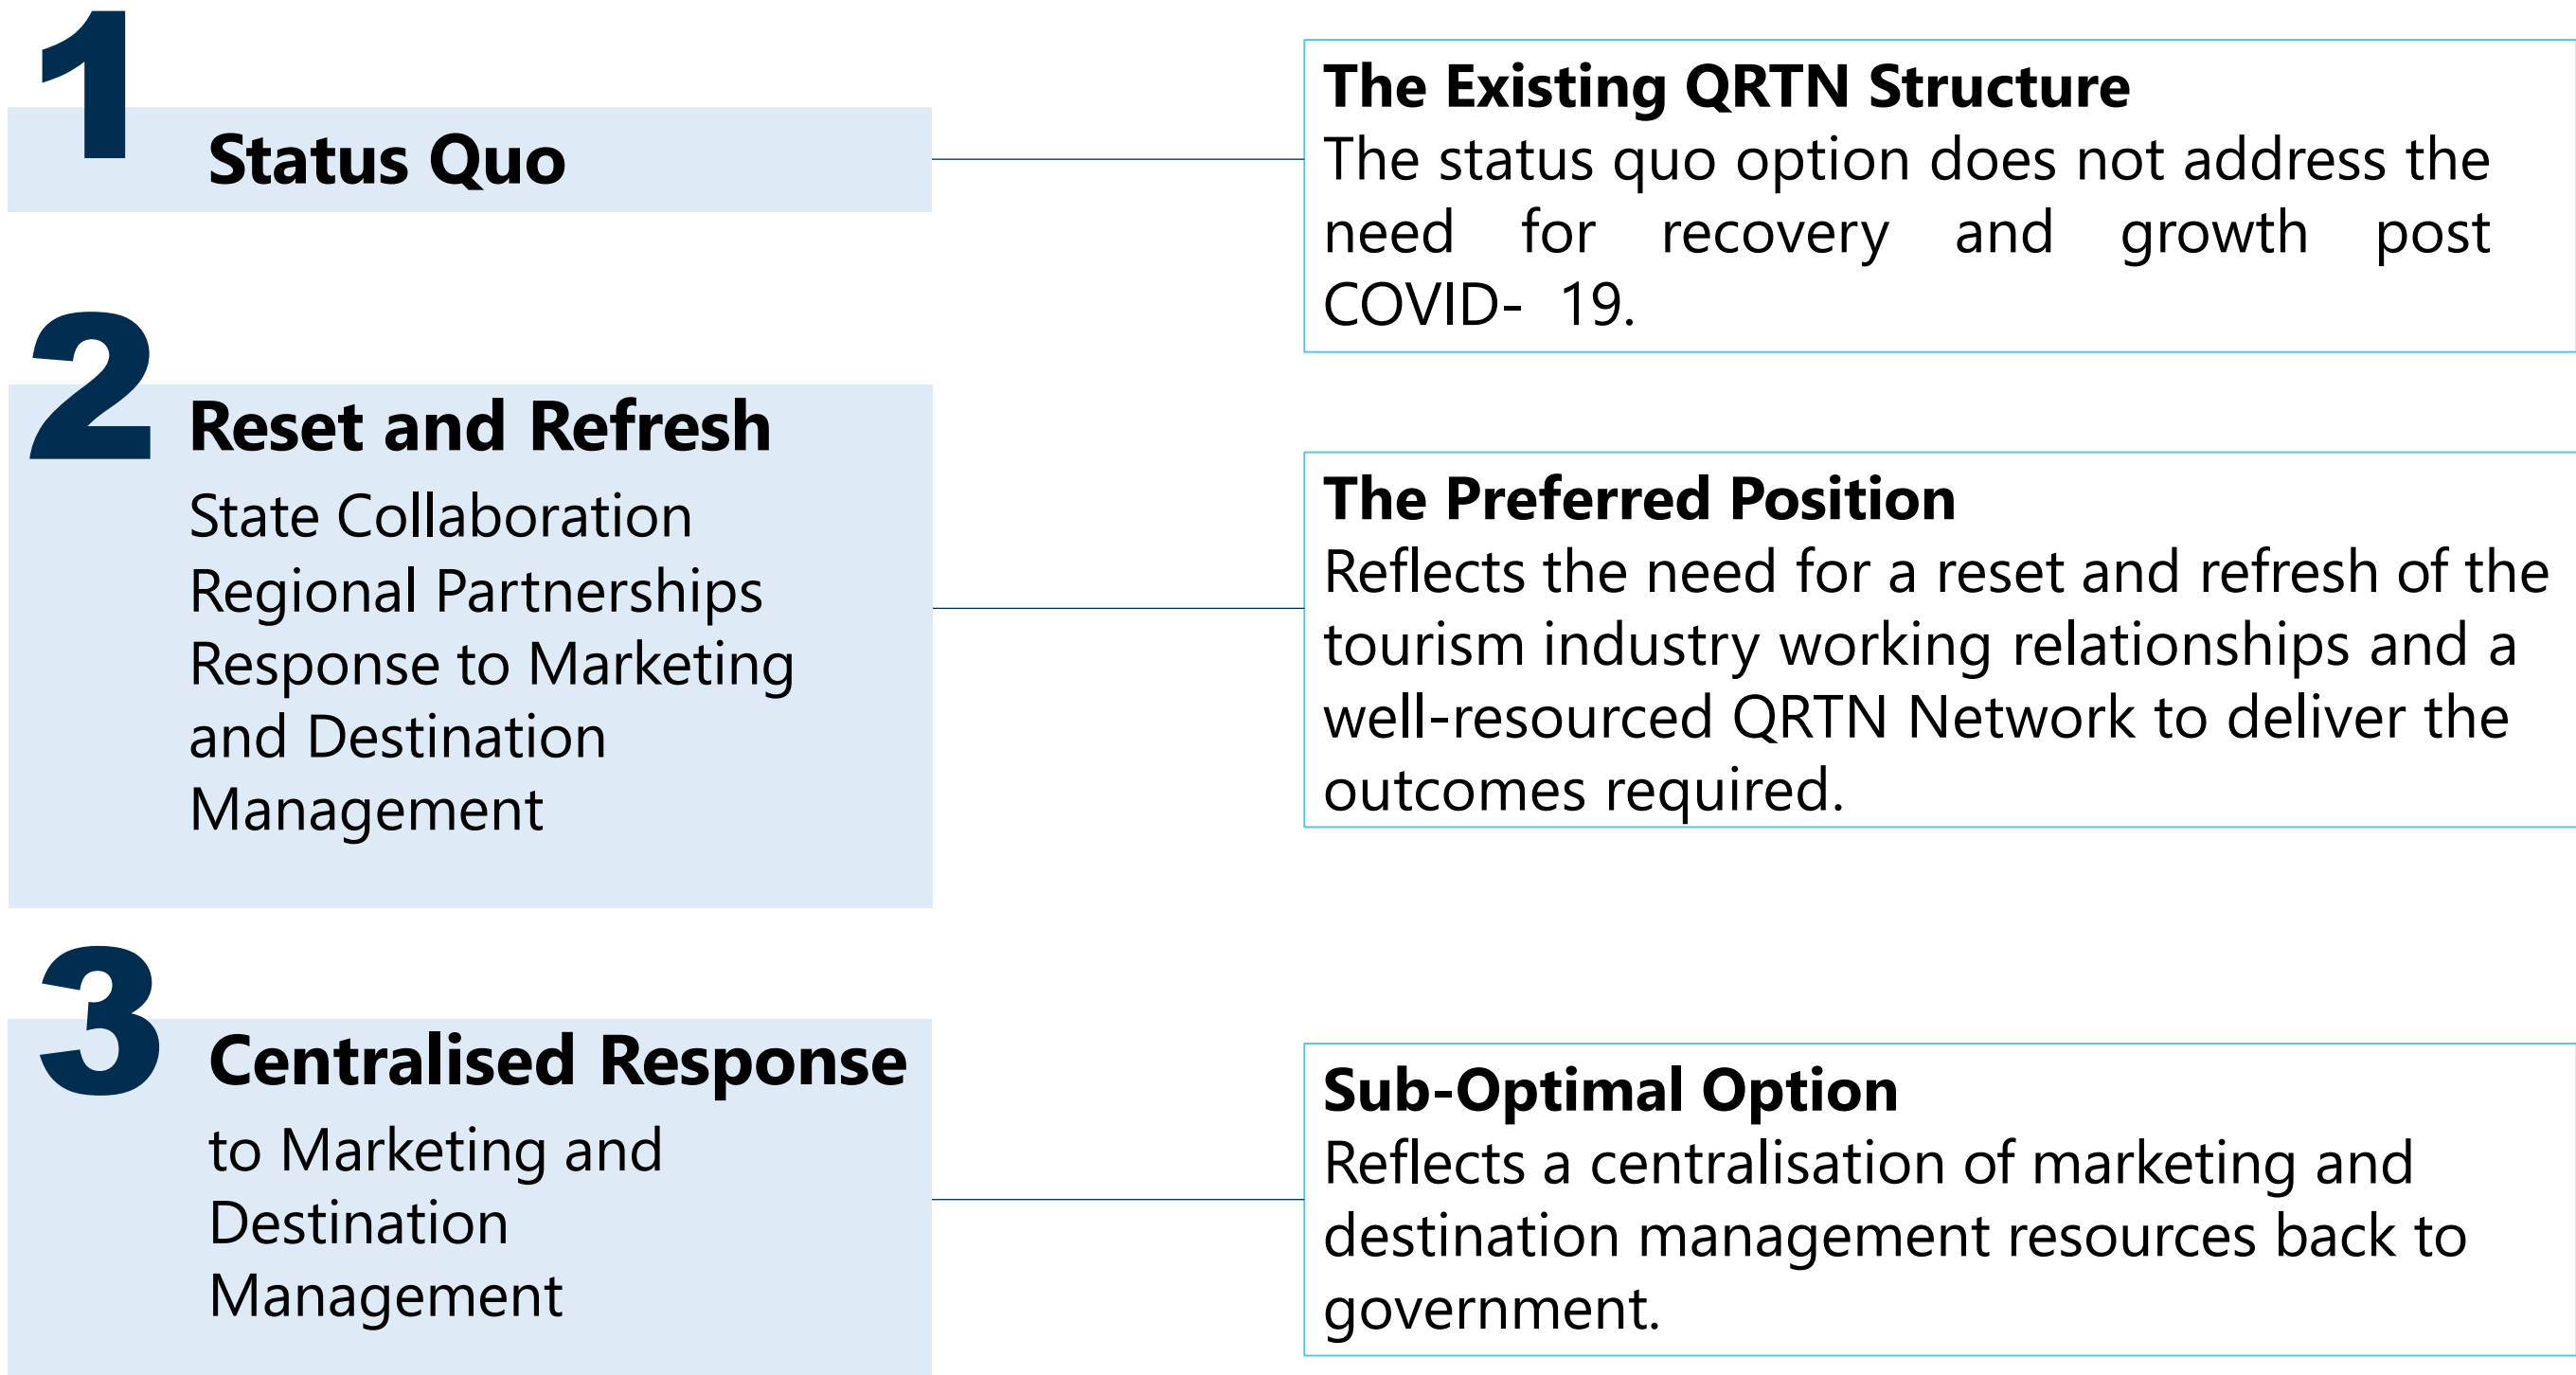 1
Status Quo
The Existing QRTN Structure
The status quo option does not address the
need for recovery and growth post
COVID- 19.
2
Reset and Refresh
State Collaboration
Regional Partnerships
Response to Marketing
and Destination
Management
The Preferred Position
Reflects the need for a reset and refresh of the
tourism industry working relationships and a
well-resourced QRTN Network to deliver the
outcomes required.
3
Centralised Response
to Marketing and
Destination
Management
Sub-Optimal Option
Reflects a centralisation of marketing and
destination management resources back to
government.